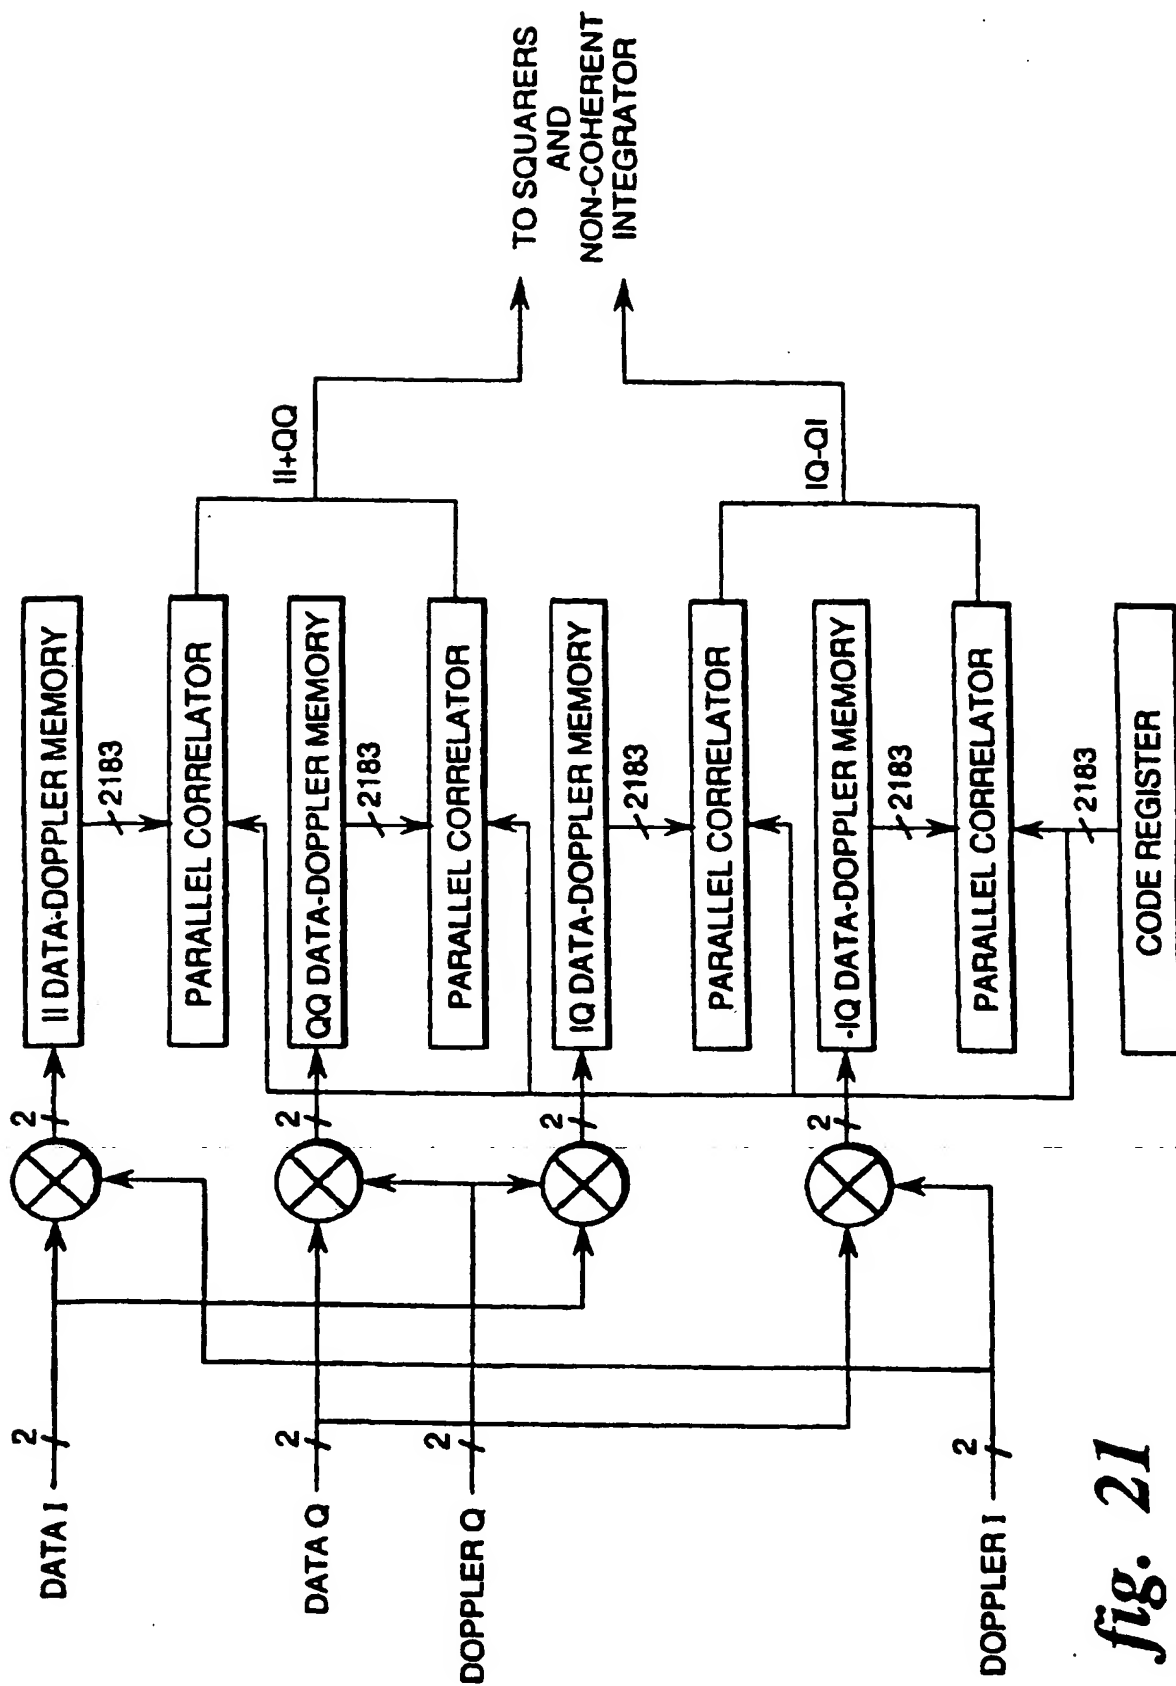 DATA I
2
2
II DATA-DOPPLER MEMORY
2183
PARALLEL CORRELATOR
II+QQ
DATA Q
2
2
QQ DATA-DOPPLER MEMORY
2183
PARALLEL CORRELATOR
DOPPLER Q
2
TO SQUARERS
AND
NON-COHERENT
INTEGRATOR
2
IQ DATA-DOPPLER MEMORY
2183
PARALLEL CORRELATOR
IQ-QI
2
-IQ DATA-DOPPLER MEMORY
2183
PARALLEL CORRELATOR
DOPPLER I
2
2183
CODE REGISTER
fig. 21